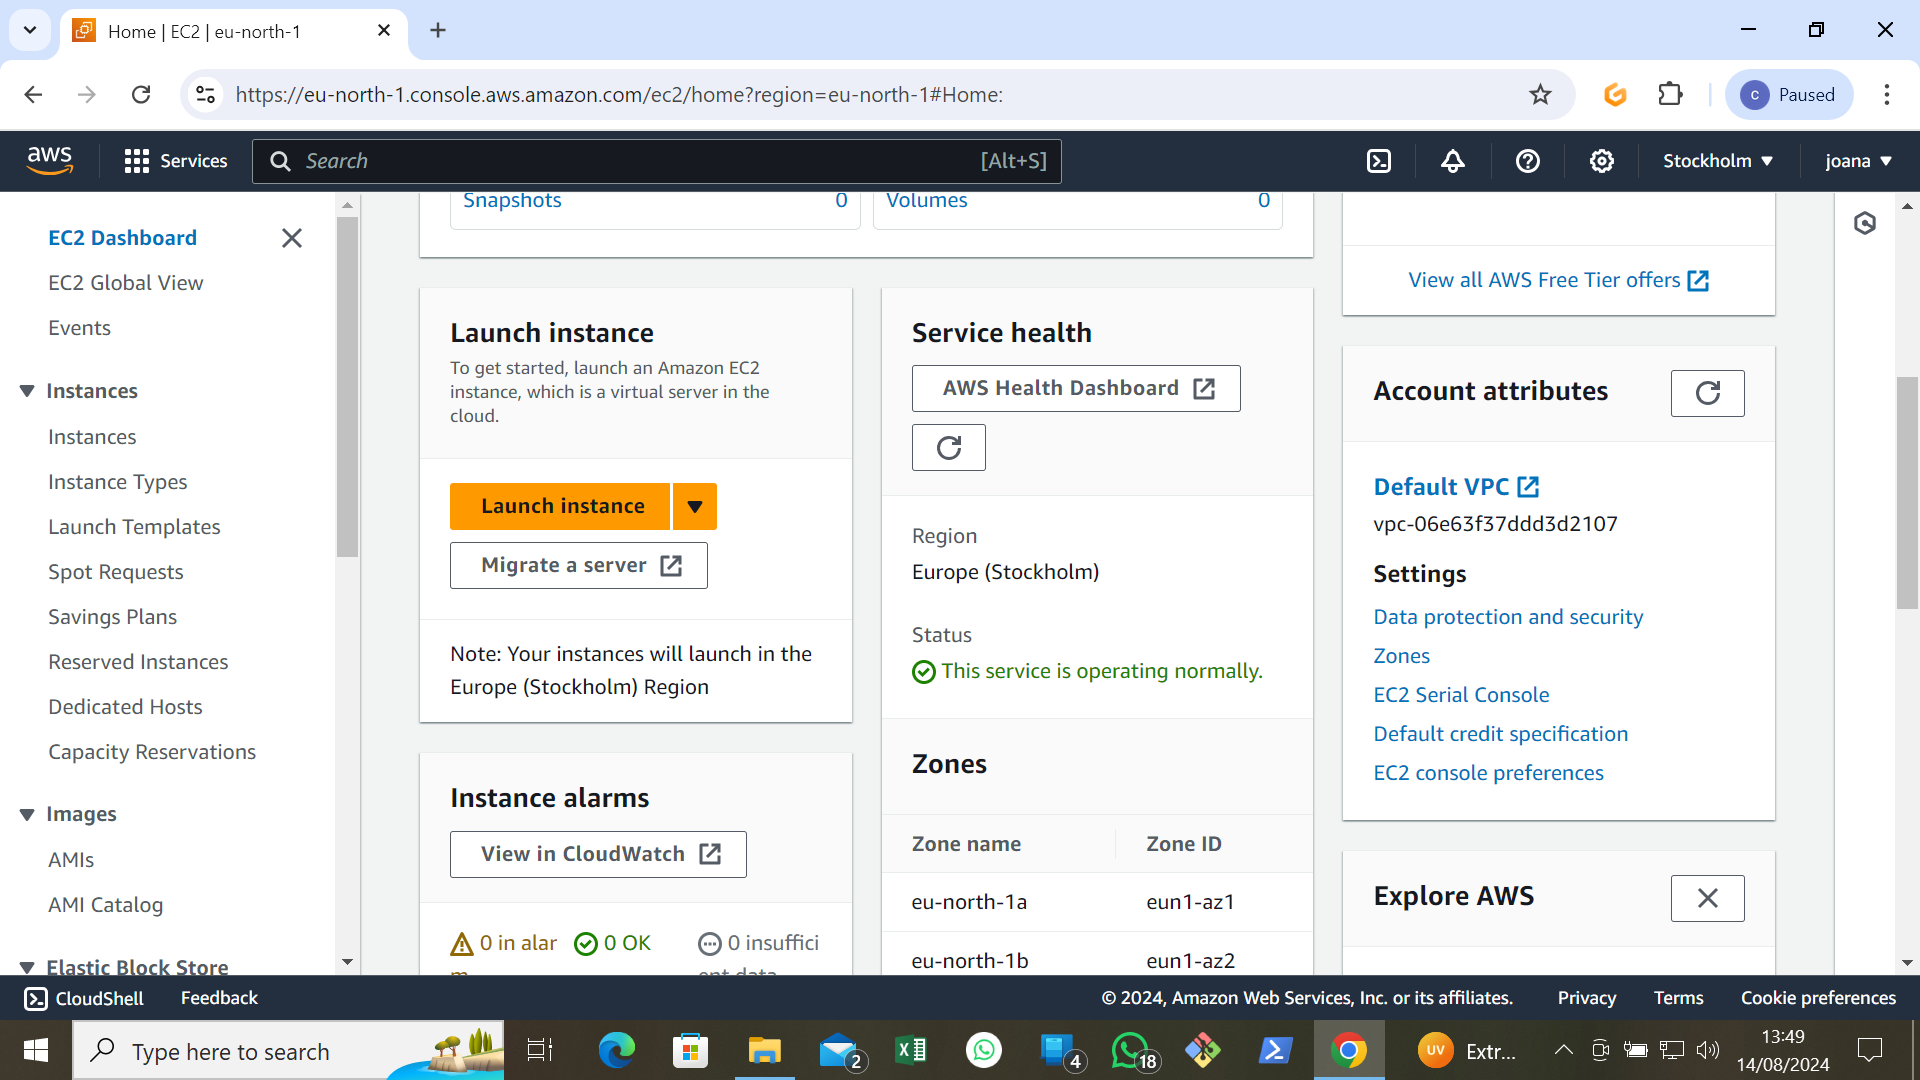 Home | EC2 | eu-north-1
https://eu-north-1.console.aws.amazon.com/ec2/home?region=eu-north-1#Home:
C Paused
aws
Services
Search
[Alt+S]
Stockholm
joana
EC2 Dashboard
EC2 Global View
Events
Instances
Instances
Instance Types
Launch Templates
Spot Requests
Savings Plans
Reserved Instances
Dedicated Hosts
Capacity Reservations
Images
AMIs
AMI Catalog
Elastic Block Store
Snapshots 0
Volumes 0
Launch instance
To get started, launch an Amazon EC2
instance, which is a virtual server in the
cloud.
Launch instance
Migrate a server
Note: Your instances will launch in the
Europe (Stockholm) Region
Instance alarms
View in CloudWatch
0 in alar
m
0 OK
0 insuffici
ent data
Service health
AWS Health Dashboard
Region
Europe (Stockholm)
Status
This service is operating normally.
Zones
Zone name Zone ID
eu-north-1a eun1-az1
eu-north-1b eun1-az2
View all AWS Free Tier offers
Account attributes
Default VPC
vpc-06e63f37ddd3d2107
Settings
Data protection and security
Zones
EC2 Serial Console
Default credit specification
EC2 console preferences
Explore AWS
CloudShell
Feedback
© 2024, Amazon Web Services, Inc. or its affiliates.
Privacy
Terms
Cookie preferences
Type here to search
2
4
18
UV
Extr...
13:49
14/08/2024